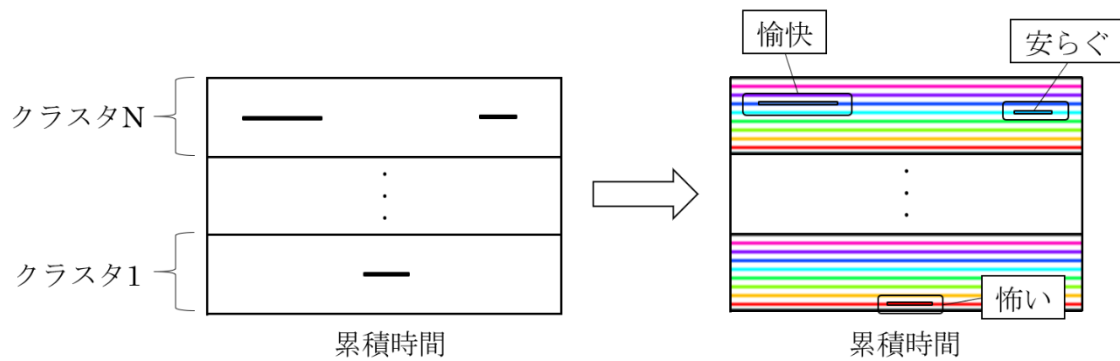 愉快
安らぐ
クラスタN
クラスタ1
怖い
累積時間
累積時間